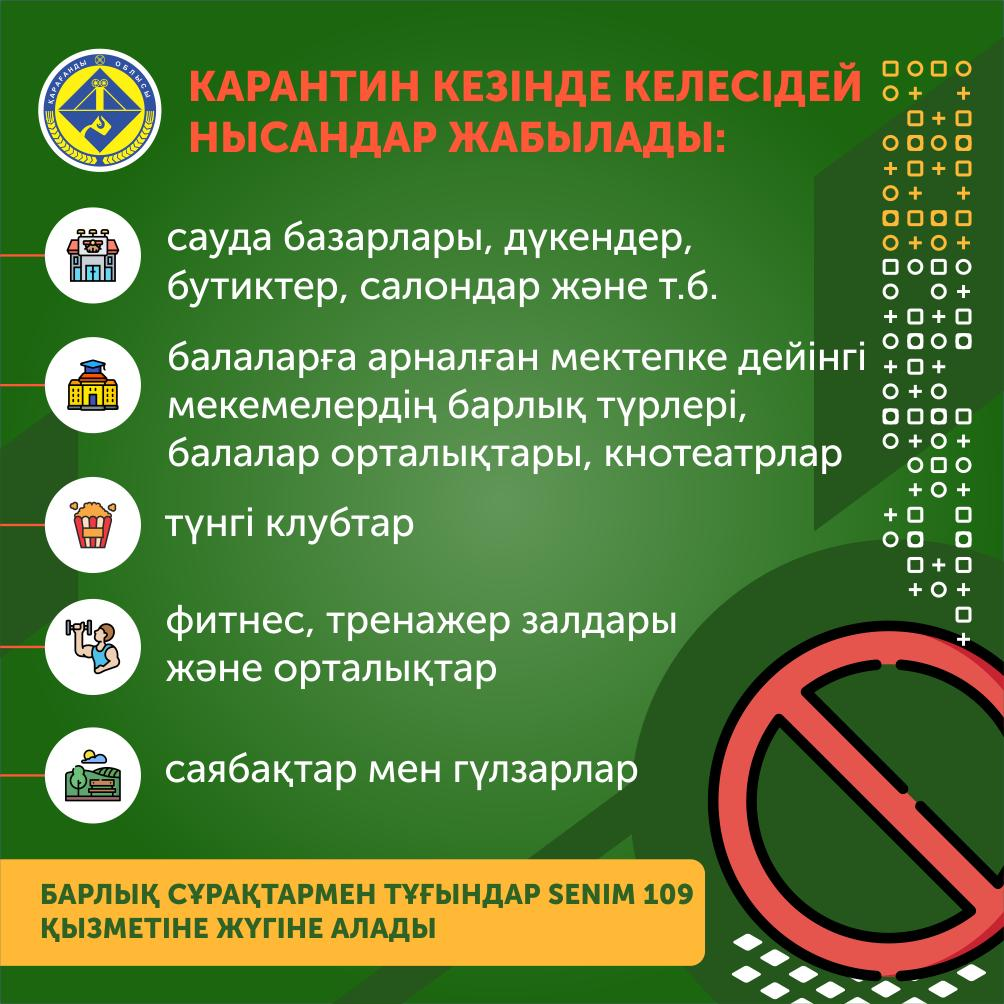 ҚАРАҒАНДЫ ОБЛЫСЫ
КАРАНТИН КЕЗІНДЕ КЕЛЕСІДЕЙ
НЫСАНДАР ЖАБЫЛАДЫ:
сауда базарлары, дүкендер,
бутиктер, салондар және т.б.
балаларға арналған мектепке дейінгі
мекемелердің барлық түрлері,
балалар орталықтары, кнотеатрлар
түнгі клубтар
фитнес, тренажер залдары
және орталықтар
саябақтар мен гүлзарлар
БАРЛЫҚ СҰРАҚТАРМЕН ТҰҒЫНДАР SENIM 109
ҚЫЗМЕТІНЕ ЖҮГІНЕ АЛАДЫ